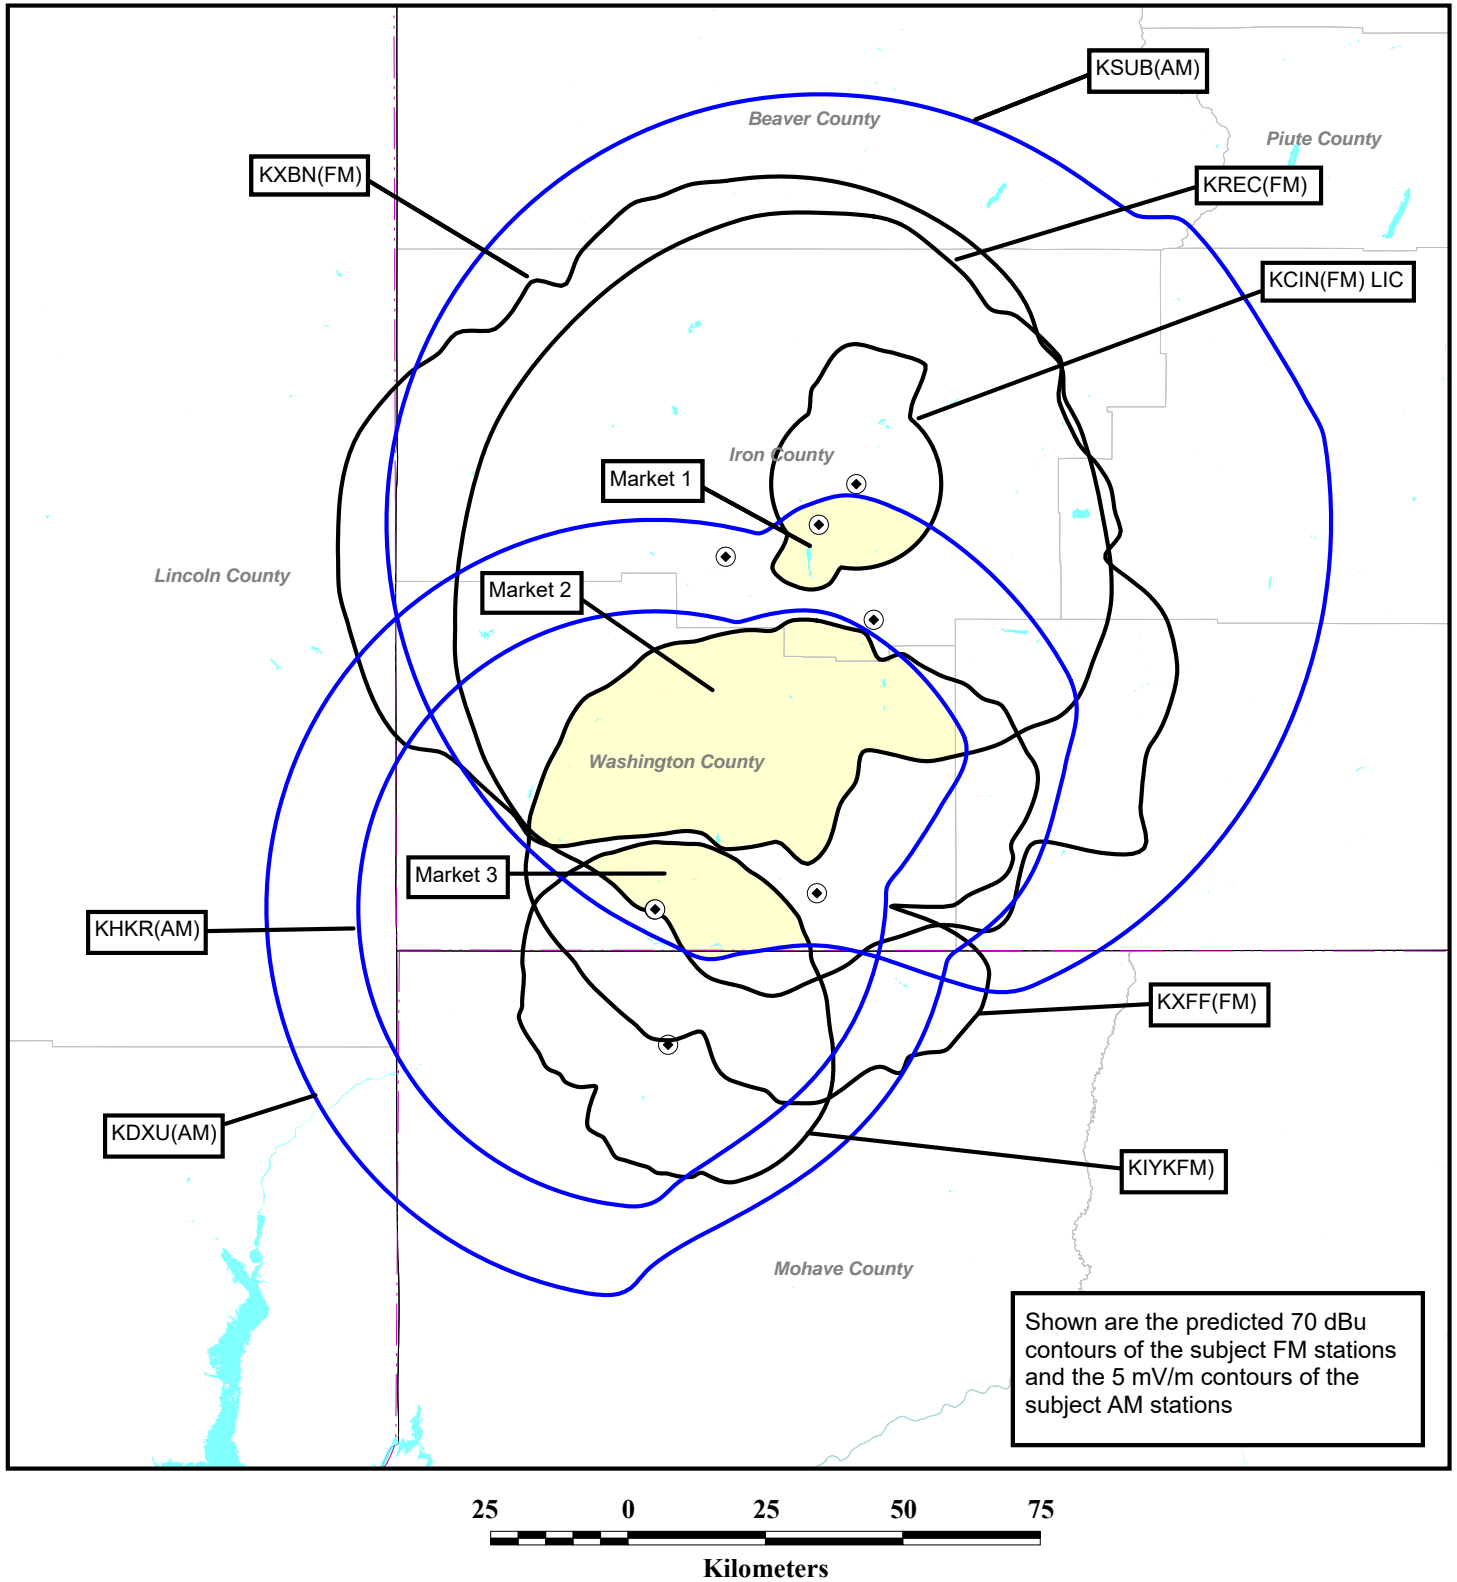 KSUB(AM)
Beaver County
Piute County
KXBN(FM)
KREC(FM)
KCIN(FM) LIC
Iron County
Market 1
Lincoln County
Market 2
Washington County
Market 3
KHKR(AM)
KXFF(FM)
KDXU(AM)
KIYKFM)
Mohave County
Shown are the predicted 70 dBu
contours of the subject FM stations
and the 5 mV/m contours of the
subject AM stations
25 0 25 50 75
Kilometers